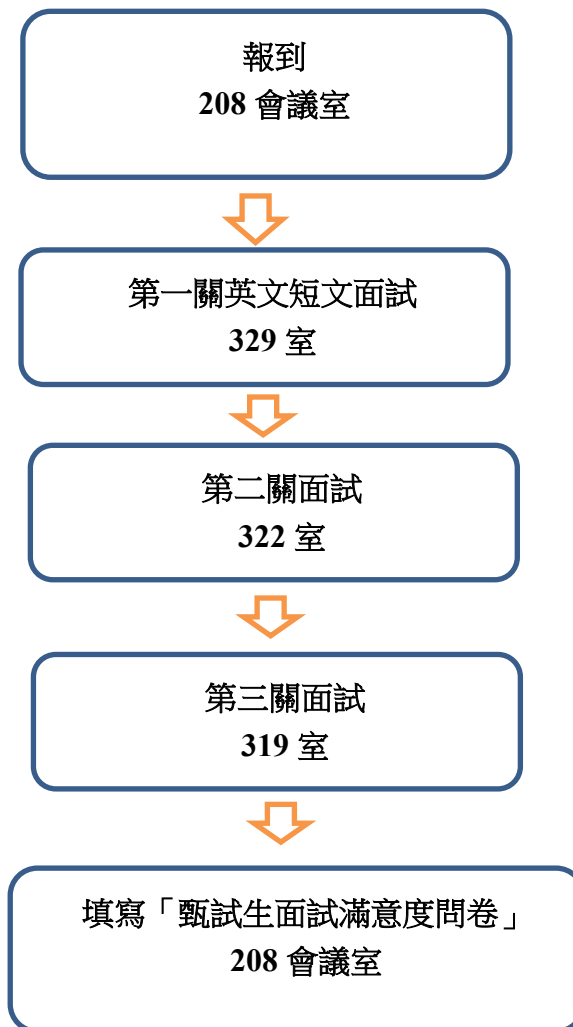 報到
208 會議室
第一關英文短文面試
329 室
第二關面試
322 室
第三關面試
319 室
填寫「甄試生面試滿意度問卷」
208 會議室